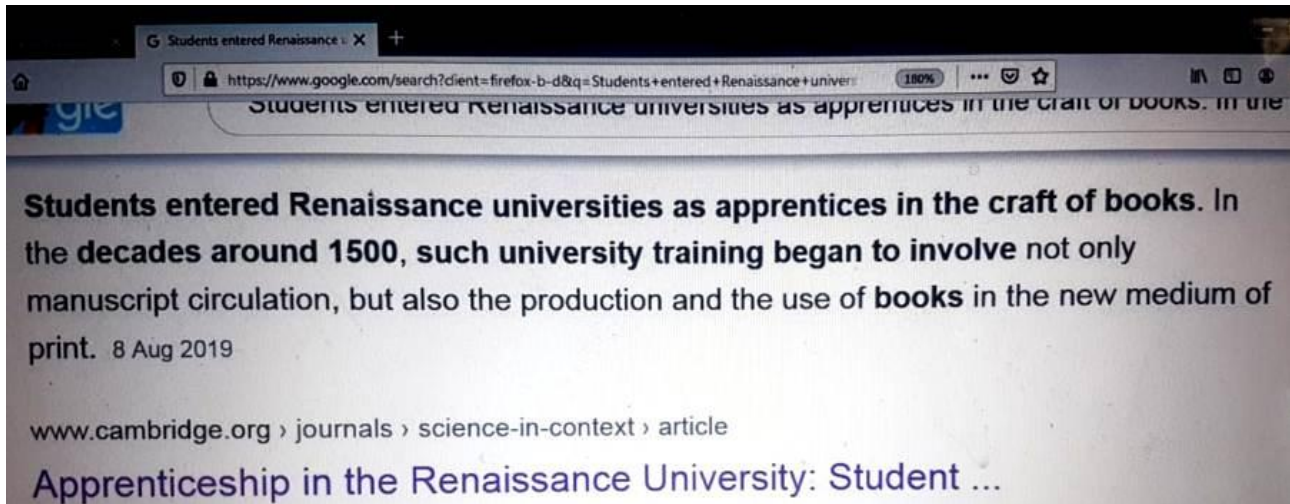 G Students entered Renaissance
https://www.google.com/search?client=firefox-b-d&q=Students+entered+Renaissance+univers
180%
gle
Students entered Renaissance universities as apprentices in the craft of books. In the
Students entered Renaissance universities as apprentices in the craft of books. In
the decades around 1500, such university training began to involve not only
manuscript circulation, but also the production and the use of books in the new medium of
print. 8 Aug 2019
www.cambridge.org › journals › science-in-context › article
Apprenticeship in the Renaissance University: Student ...